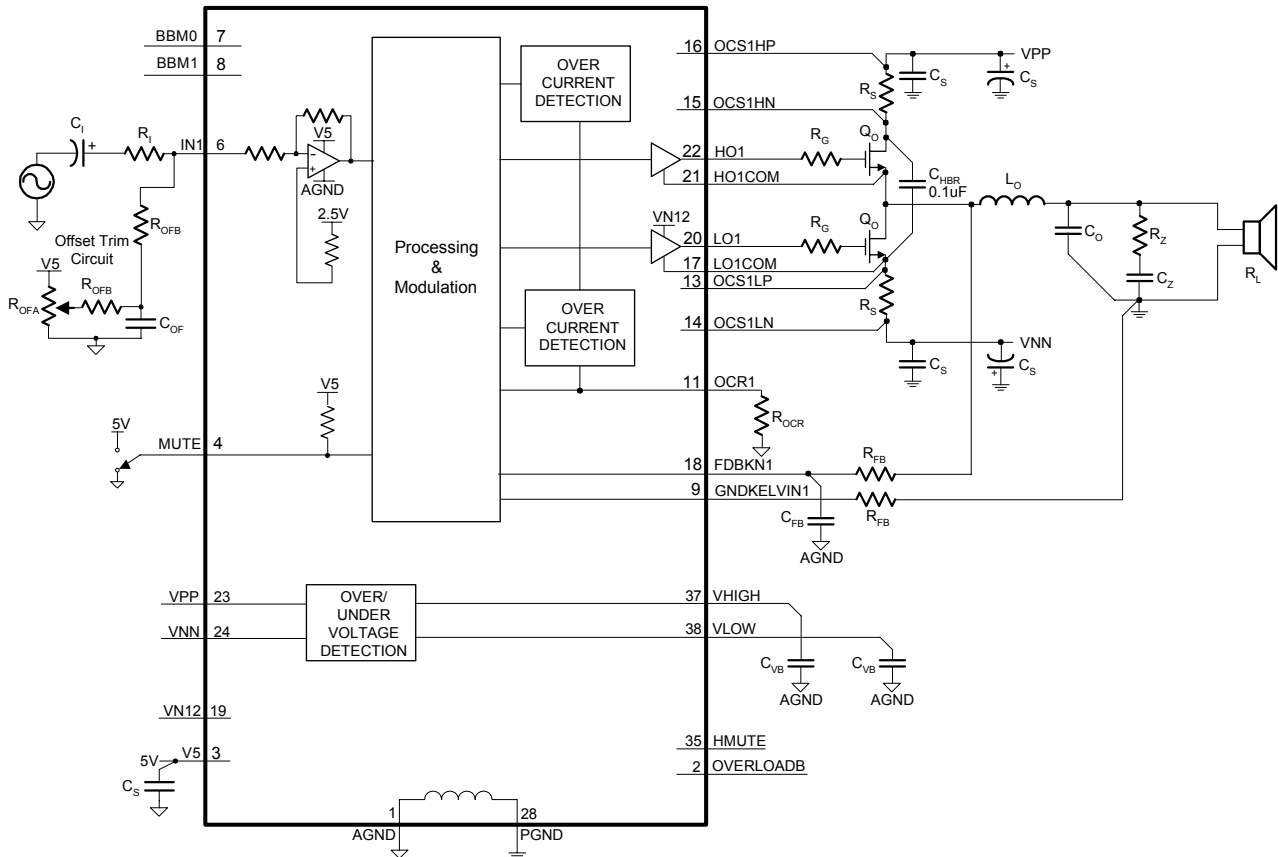 BBM0 7
BBM1 8
C_I
+
R_I
IN1 6
V5
AGND
2.5V
R_OFB
Offset Trim
Circuit
V5
R_OFA
R_OFB
C_OF
5V
MUTE 4
V5
Processing
&
Modulation
OVER
CURRENT
DETECTION
OVER
CURRENT
DETECTION
VN12
16 OCS1HP
15 OCS1HN
22 HO1
21 HO1COM
20 LO1
17 LO1COM
13 OCS1LP
14 OCS1LN
11 OCR1
R_OCR
18 FDBKN1
9 GNDKELVIN1
R_S
C_S
+
C_S
VPP
R_G
Q_O
C_HBR
0.1uF
R_G
Q_O
R_S
L_O
C_O
R_Z
C_Z
R_L
VNN
C_S
+
C_S
R_FB
R_FB
C_FB
AGND
VPP 23
VNN 24
OVER/
UNDER
VOLTAGE
DETECTION
37 VHIGH
38 VLOW
C_VB
AGND
C_VB
AGND
VN12 19
5V
V5 3
C_S
35 HMUTE
2 OVERLOADB
1
AGND
28
PGND